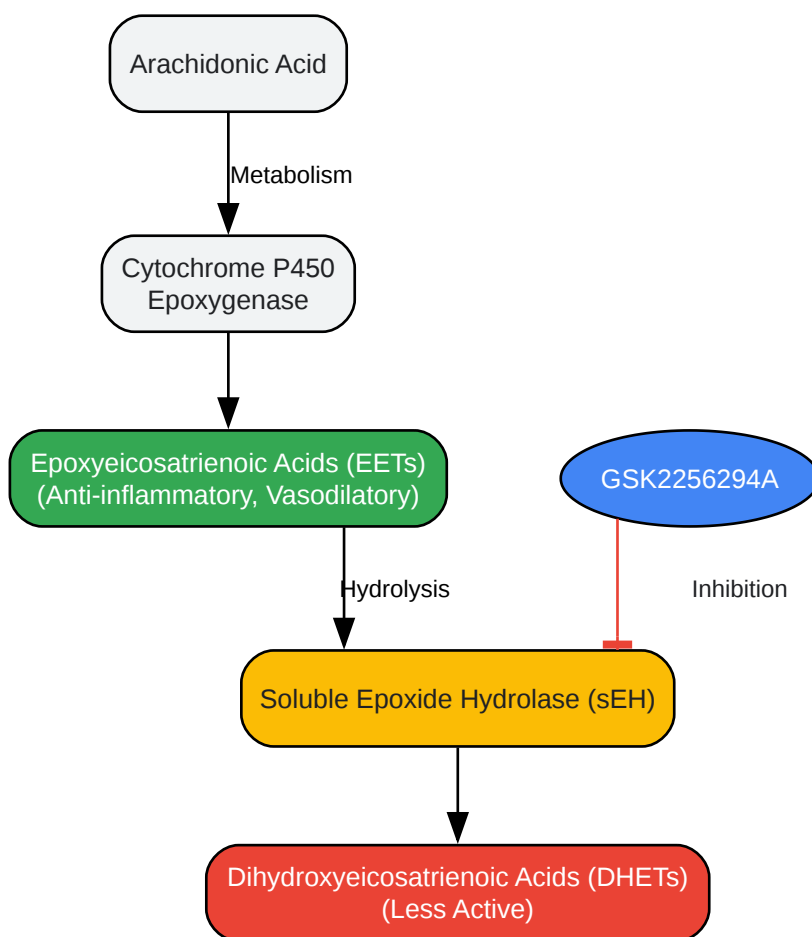 Arachidonic Acid
Metabolism
Cytochrome P450
Epoxygenase
Epoxyeicosatrienoic Acids (EETs)
(Anti-inflammatory, Vasodilatory)
GSK2256294A
Hydrolysis
Inhibition
Soluble Epoxide Hydrolase (sEH)
Dihydroxyeicosatrienoic Acids (DHETs)
(Less Active)